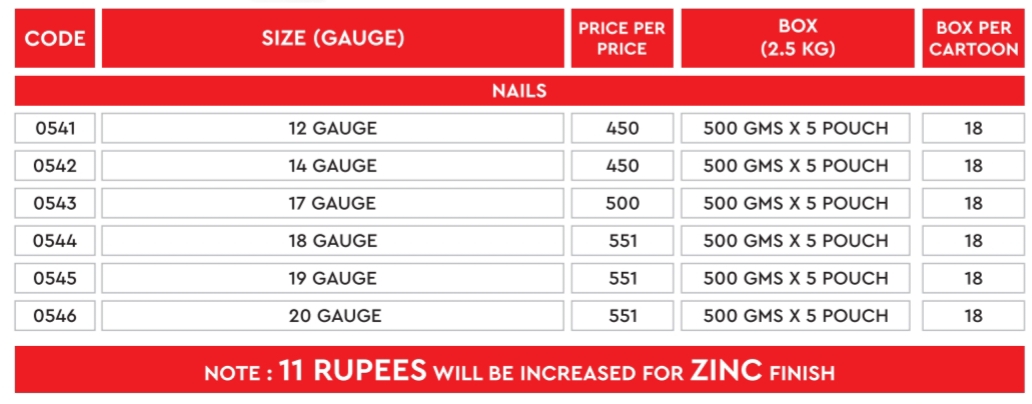 CODE SIZE (GAUGE) PRICE PER PRICE BOX (2.5 KG) BOX PER CARTOON
NAILS
0541 12 GAUGE 450 500 GMS X 5 POUCH 18
0542 14 GAUGE 450 500 GMS X 5 POUCH 18
0543 17 GAUGE 500 500 GMS X 5 POUCH 18
0544 18 GAUGE 551 500 GMS X 5 POUCH 18
0545 19 GAUGE 551 500 GMS X 5 POUCH 18
0546 20 GAUGE 551 500 GMS X 5 POUCH 18
NOTE : 11 RUPEES WILL BE INCREASED FOR ZINC FINISH